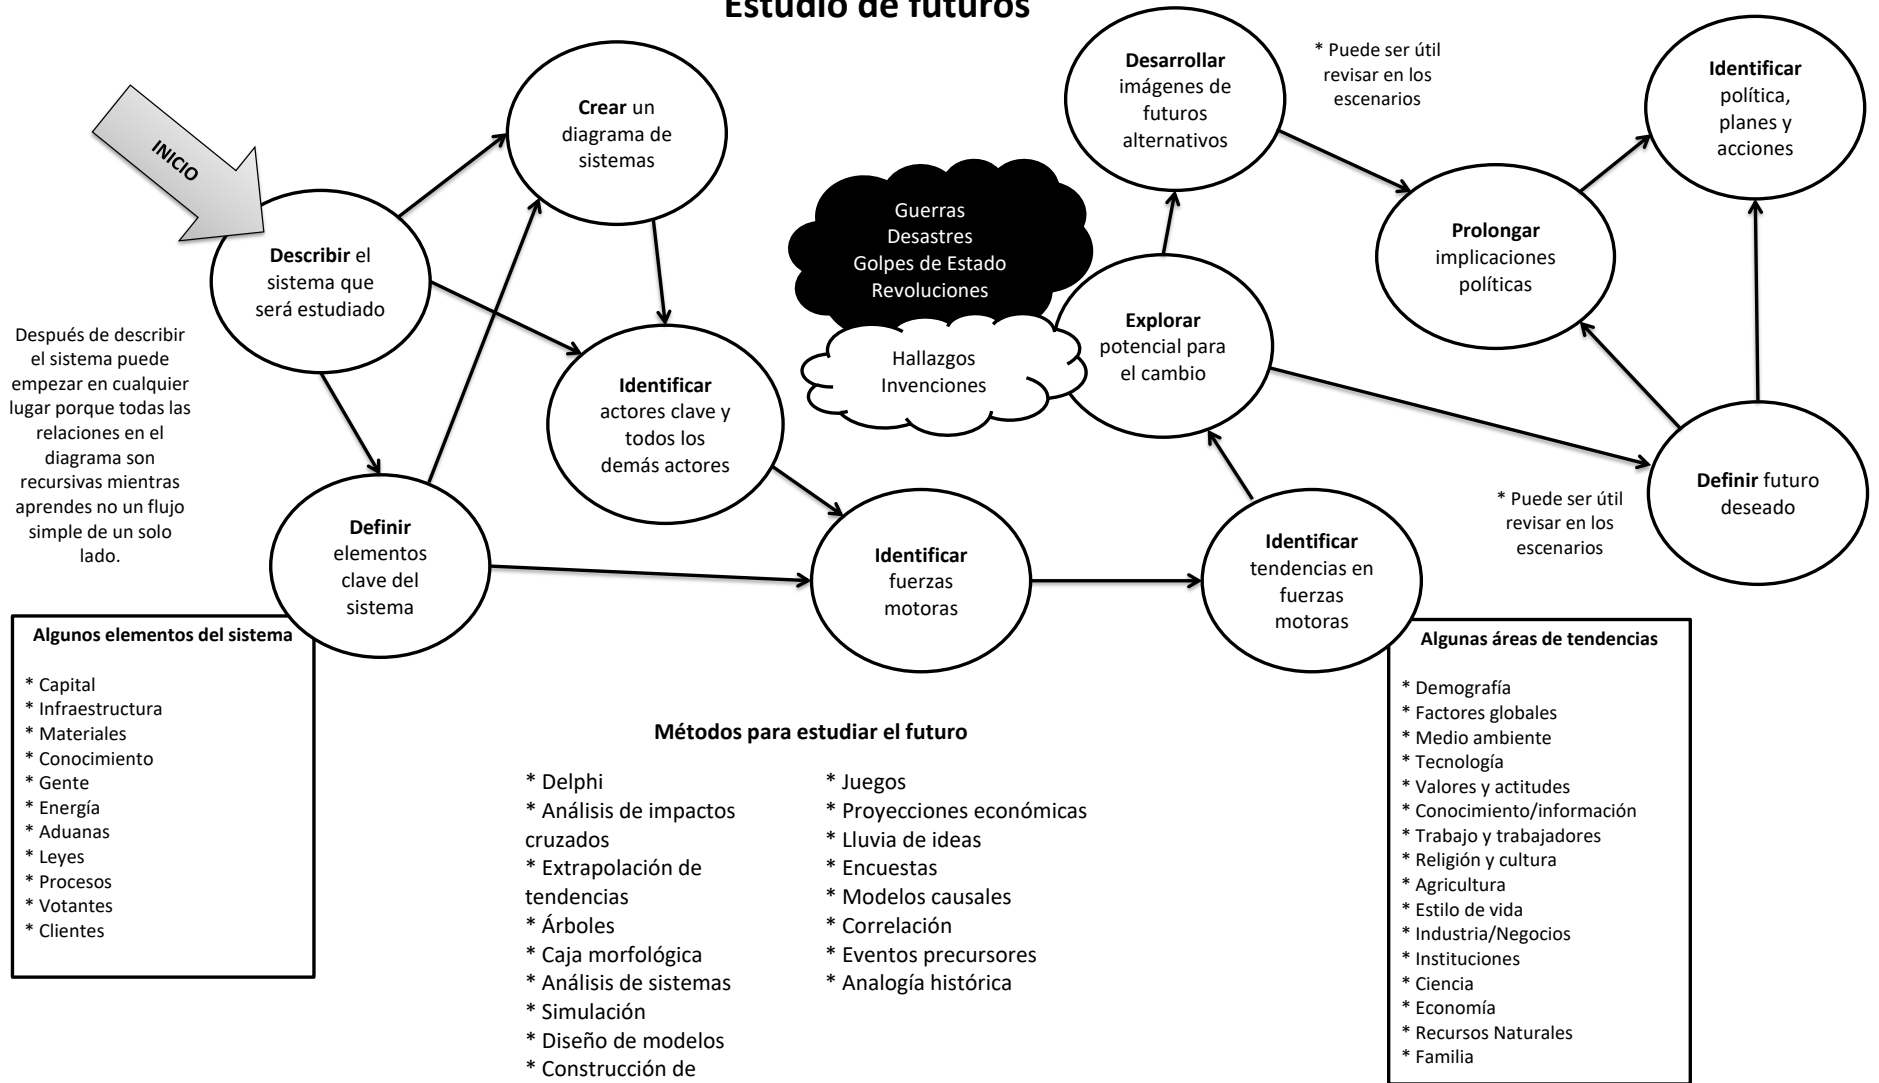 Estudio de futuros
INICIO
Describir el
sistema que
será estudiado
Crear un
diagrama de
sistemas
Identificar
actores clave y
todos los
demás actores
Definir
elementos
clave del
sistema
Después de describir
el sistema puede
empezar en cualquier
lugar porque todas las
relaciones en el
diagrama son
recursivas mientras
aprendes no un flujo
simple de un solo
lado.
Guerras
Desastres
Golpes de Estado
Revoluciones
Hallazgos
Invenciones
Identificar
fuerzas
motoras
Identificar
tendencias en
fuerzas
motoras
Explorar
potencial para
el cambio
Desarrollar
imágenes de
futuros
alternativos
* Puede ser útil
revisar en los
escenarios
Prolongar
implicaciones
políticas
Identificar
política,
planes y
acciones
Definir futuro
deseado
* Puede ser útil
revisar en los
escenarios
Algunos elementos del sistema
* Capital
* Infraestructura
* Materiales
* Conocimiento
* Gente
* Energía
* Aduanas
* Leyes
* Procesos
* Votantes
* Clientes
Métodos para estudiar el futuro
* Delphi
* Análisis de impactos
cruzados
* Extrapolación de
tendencias
* Árboles
* Caja morfológica
* Análisis de sistemas
* Simulación
* Diseño de modelos
* Construcción de
* Juegos
* Proyecciones económicas
* Lluvia de ideas
* Encuestas
* Modelos causales
* Correlación
* Eventos precursores
* Analogía histórica
Algunas áreas de tendencias
* Demografía
* Factores globales
* Medio ambiente
* Tecnología
* Valores y actitudes
* Conocimiento/información
* Trabajo y trabajadores
* Religión y cultura
* Agricultura
* Estilo de vida
* Industria/Negocios
* Instituciones
* Ciencia
* Economía
* Recursos Naturales
* Familia